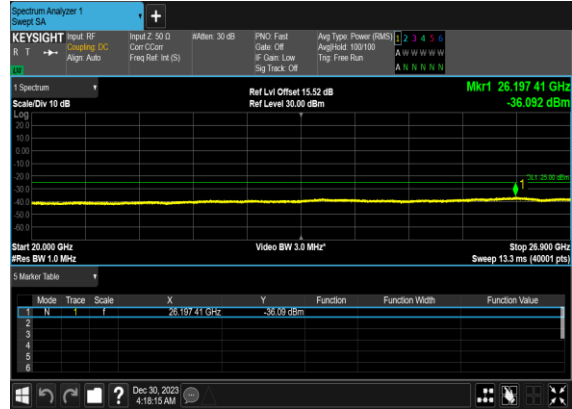 Spectrum Analyzer 1
Swept SA
+
KEYSIGHT Input: RF Input Z: 50 Ω #Atten: 30 dB PNO: Fast Avg Type: Power (RMS) 1 2 3 4 5 6
R T Coupling: DC Corr CCorr Gate: Off Avg|Hold: 100/100 A W W W W W
Align: Auto Freq Ref: Int (S) IF Gain: Low Trig: Free Run
Sig Track: Off A N N N N N
1 Spectrum Ref Lvl Offset 15.52 dB Mkr1 26.197 41 GHz
Scale/Div 10 dB Ref Level 30.00 dBm -36.092 dBm
Log
20.0
10.0
0.00
-10.0
-20.0
-30.0
-40.0
-50.0
-60.0
1
Start 20.000 GHz Video BW 3.0 MHz* Stop 26.900 GHz
#Res BW 1.0 MHz Sweep 13.3 ms (40001 pts)
5 Marker Table
Mode Trace Scale X Y Function Function Width Function Value
1 N 1 f 26.197 41 GHz -36.09 dBm
2
3
4
5
6
? Dec 30, 2023
4:18:15 AM